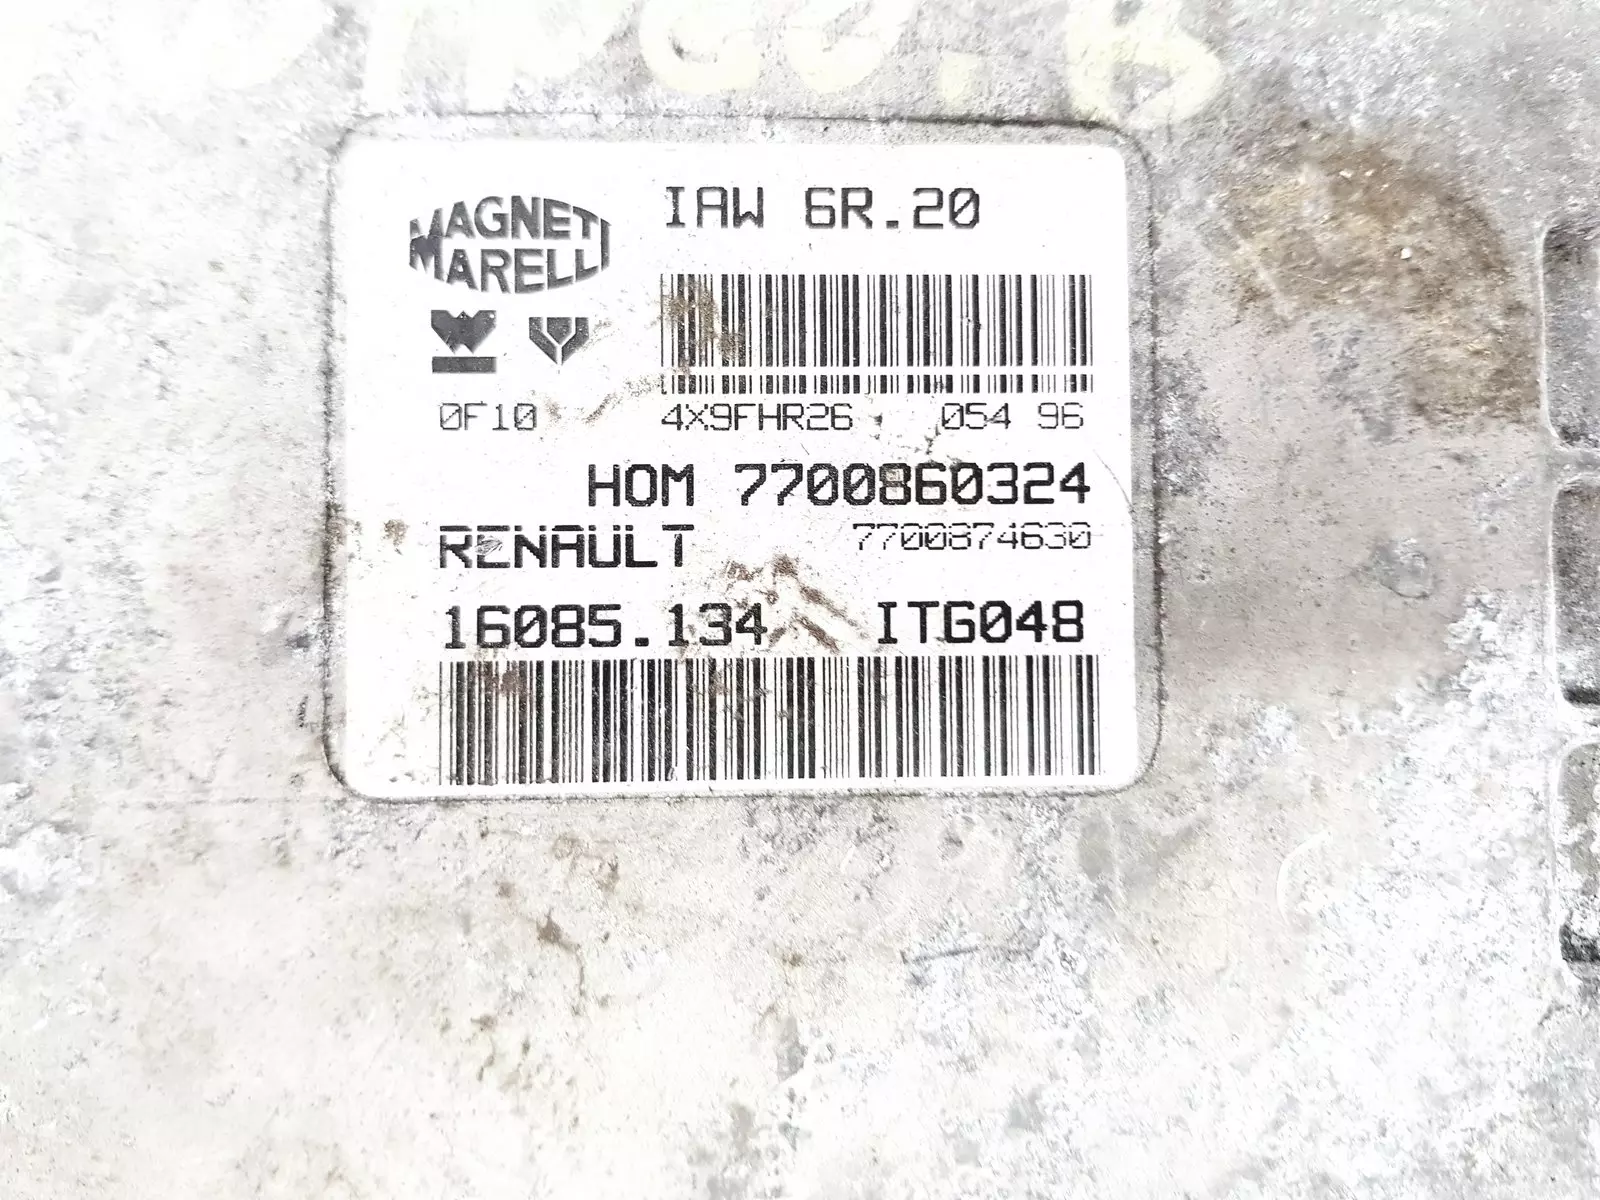 MAGNETI
MARELLI
IAW 6R.20
0F10 4X9FHR26 054 96
HOM 7700860324
RENAULT 7700874630
16085.134 ITG048